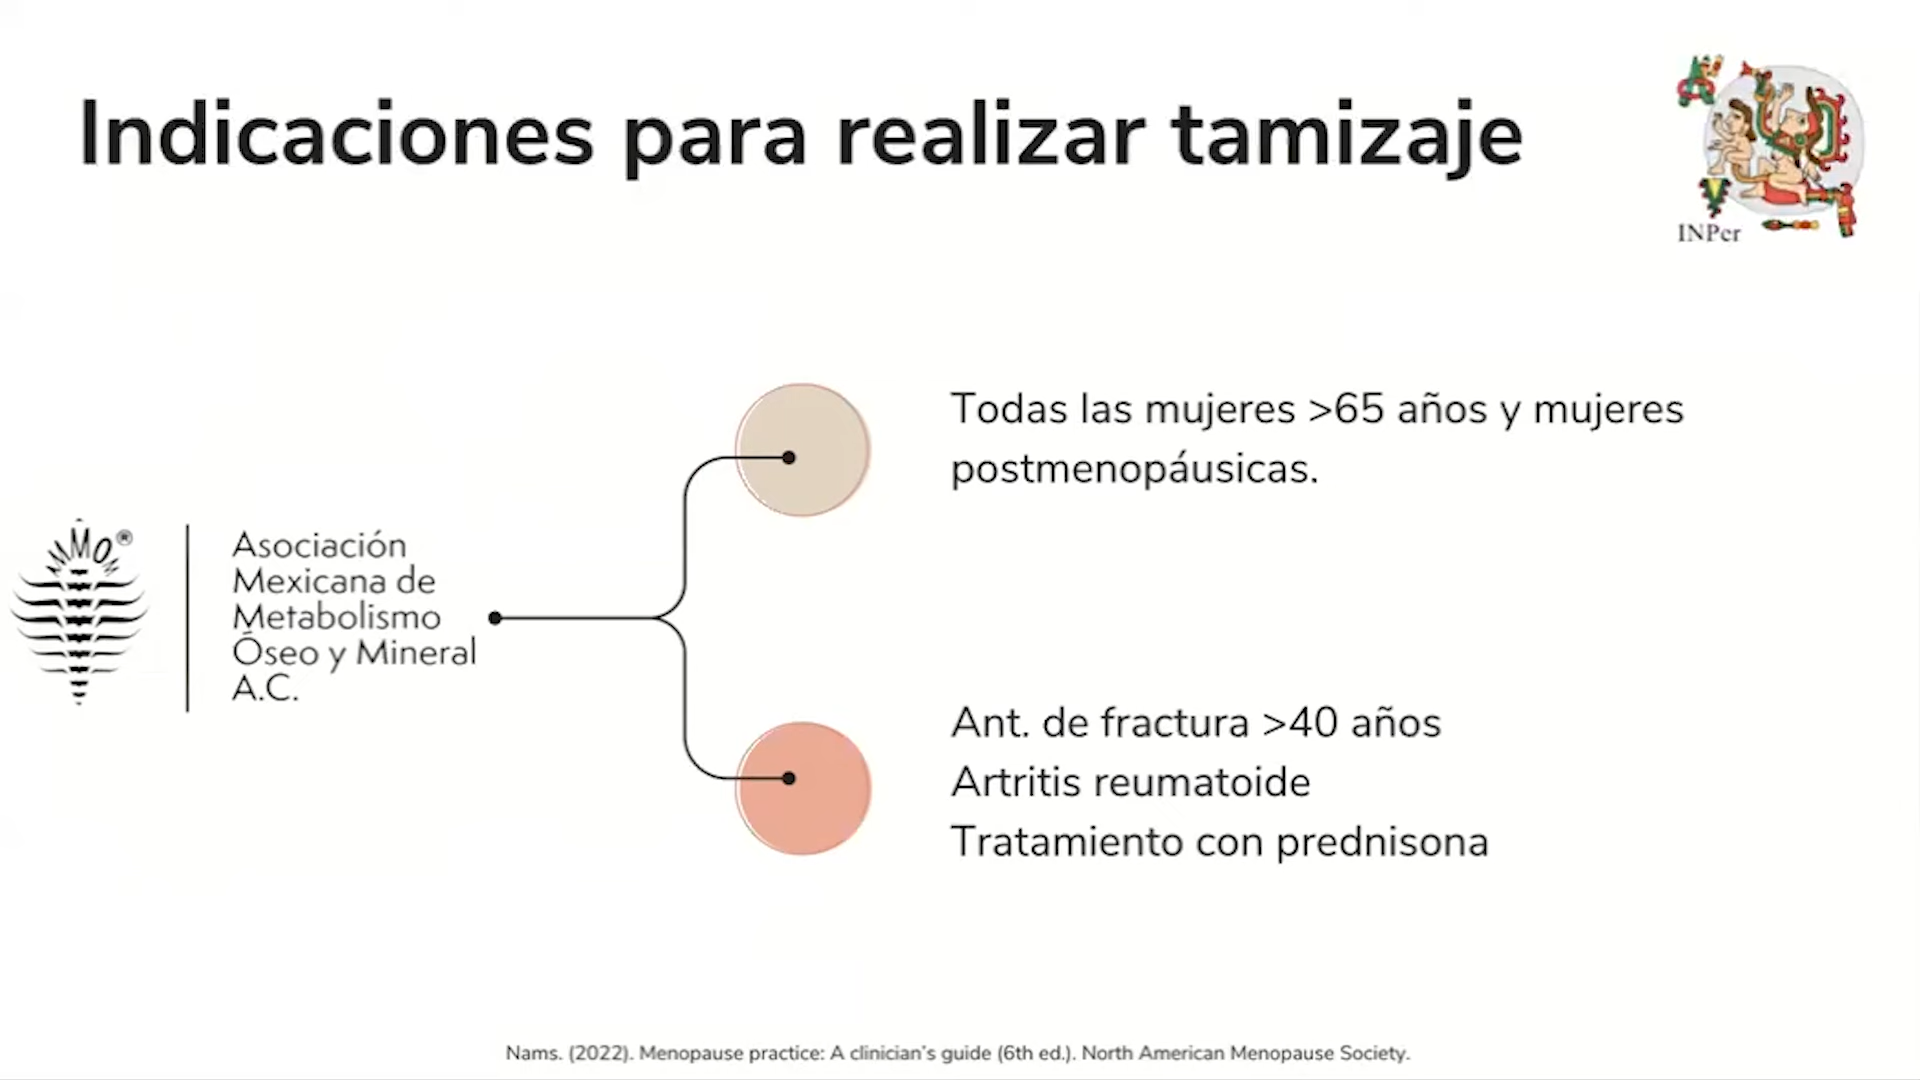 Indicaciones para realizar tamizaje
INPer
Todas las mujeres >65 años y mujeres
postmenopáusicas.
AMMOM®
Asociación
Mexicana de
Metabolismo
Óseo y Mineral
A.C.
Ant. de fractura >40 años
Artritis reumatoide
Tratamiento con prednisona
Nams. (2022). Menopause practice: A clinician's guide (6th ed.). North American Menopause Society.